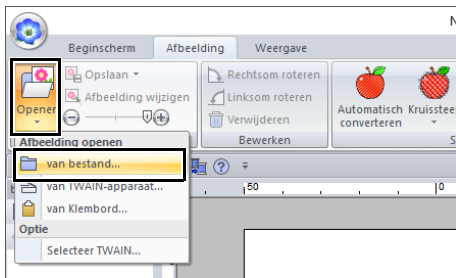 N
Beginscherm Afbeelding Weergave
Opslaan
Afbeelding wijzigen
Openen
Rechtsom roteren
Linksom roteren
Verwijderen
Bewerken
Automatisch converteren
Afbeelding openen
van bestand...
van TWAIN-apparaat...
van Klembord...
Optie
Selecteer TWAIN...
50
0